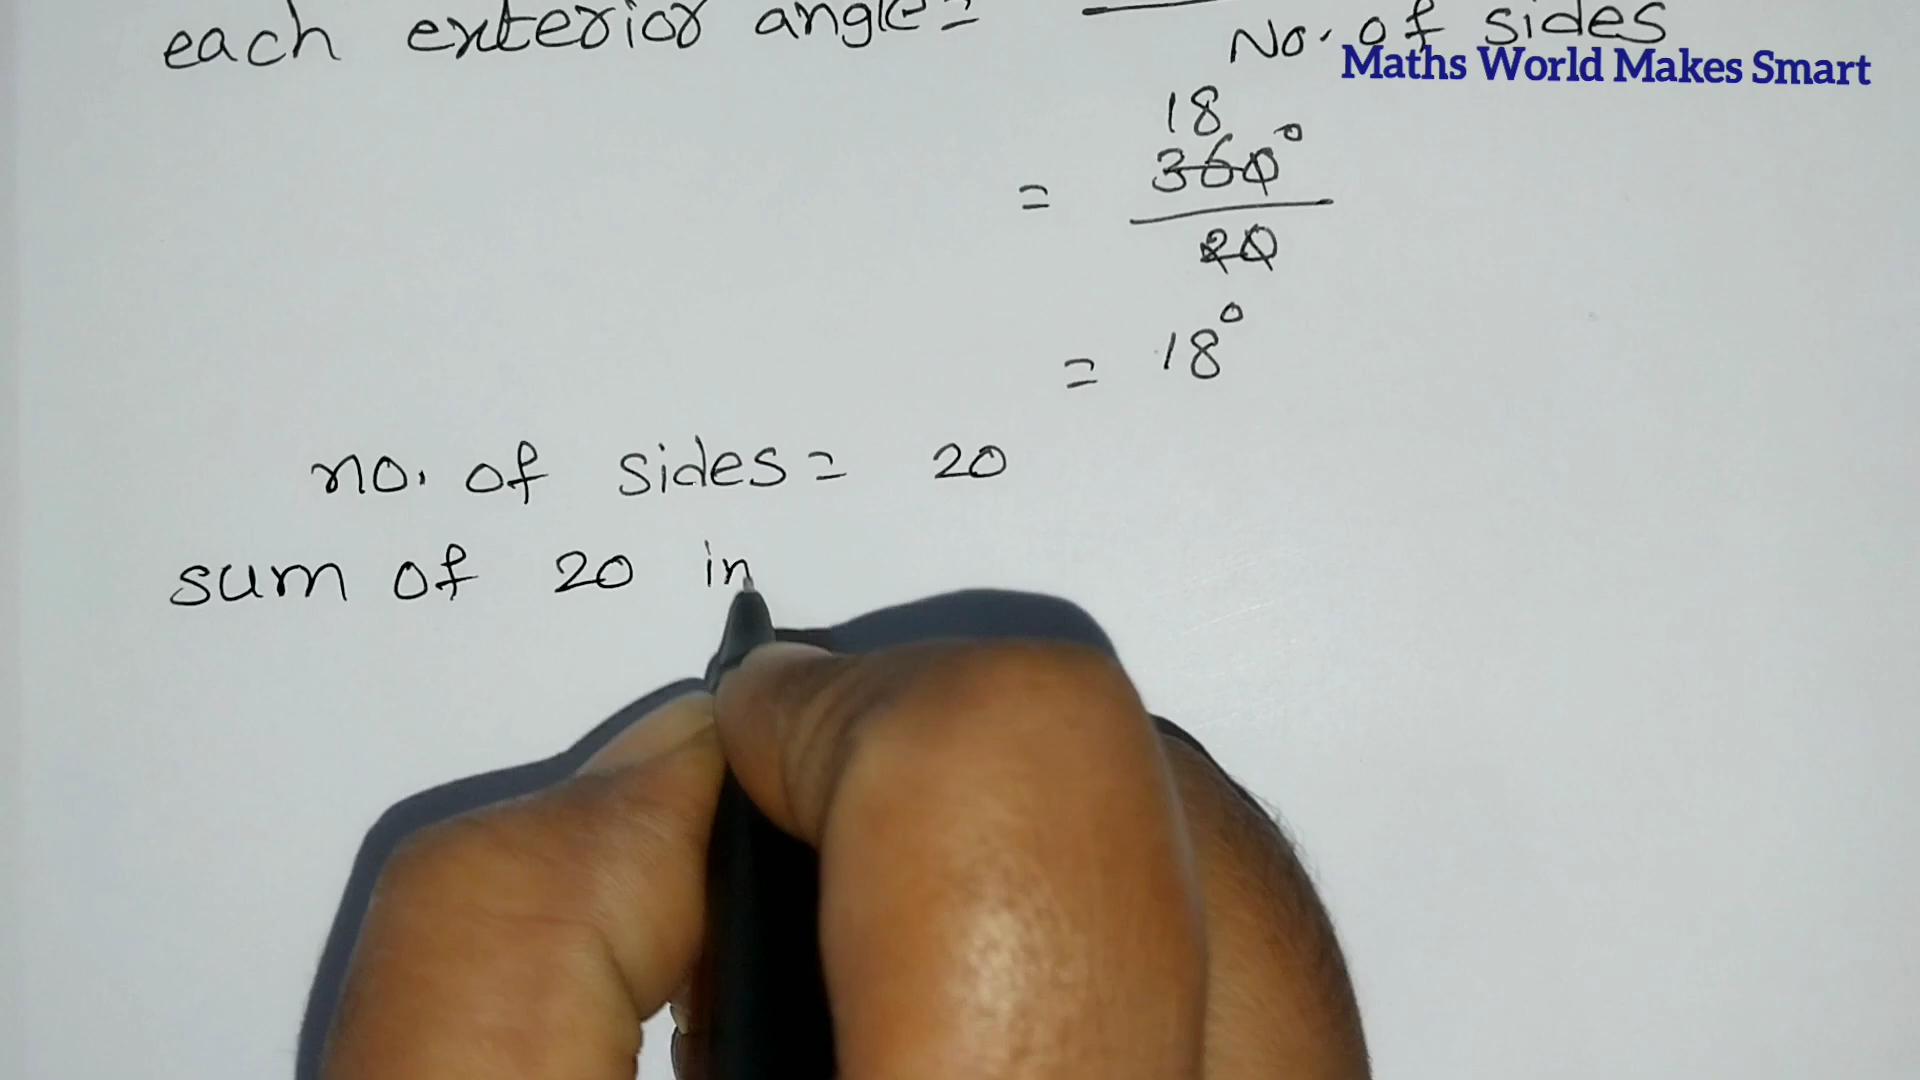 each exterior angle =
No. of sides
Maths World Makes Smart
18
= 360°
20
= 18°
no. of sides = 20
sum of 20 in